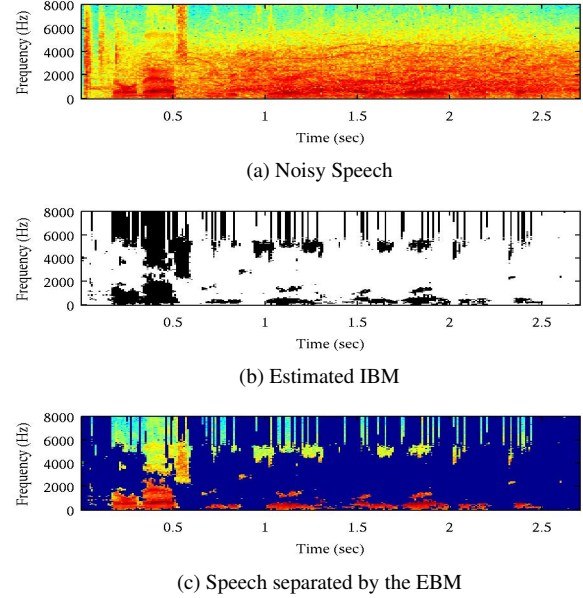 8000
6000
4000
2000
0
Frequency (Hz)
0.5 1 1.5 2 2.5
Time (sec)
(a) Noisy Speech
8000
6000
4000
2000
0
Frequency (Hz)
0.5 1 1.5 2 2.5
Time (sec)
(b) Estimated IBM
8000
6000
4000
2000
0
Frequency (Hz)
0.5 1 1.5 2 2.5
Time (sec)
(c) Speech separated by the EBM